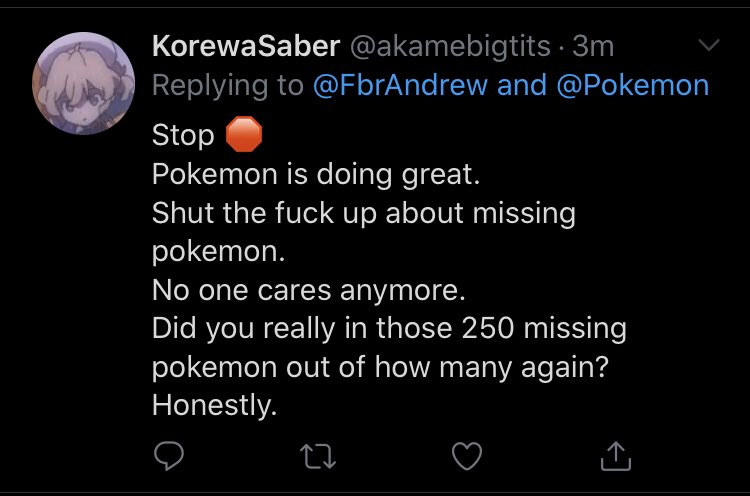 KorewaSaber @akamebigtits · 3m
Replying to @FbrAndrew and @Pokemon
Stop 🛑
Pokemon is doing great.
Shut the fuck up about missing
pokemon.
No one cares anymore.
Did you really in those 250 missing
pokemon out of how many again?
Honestly.